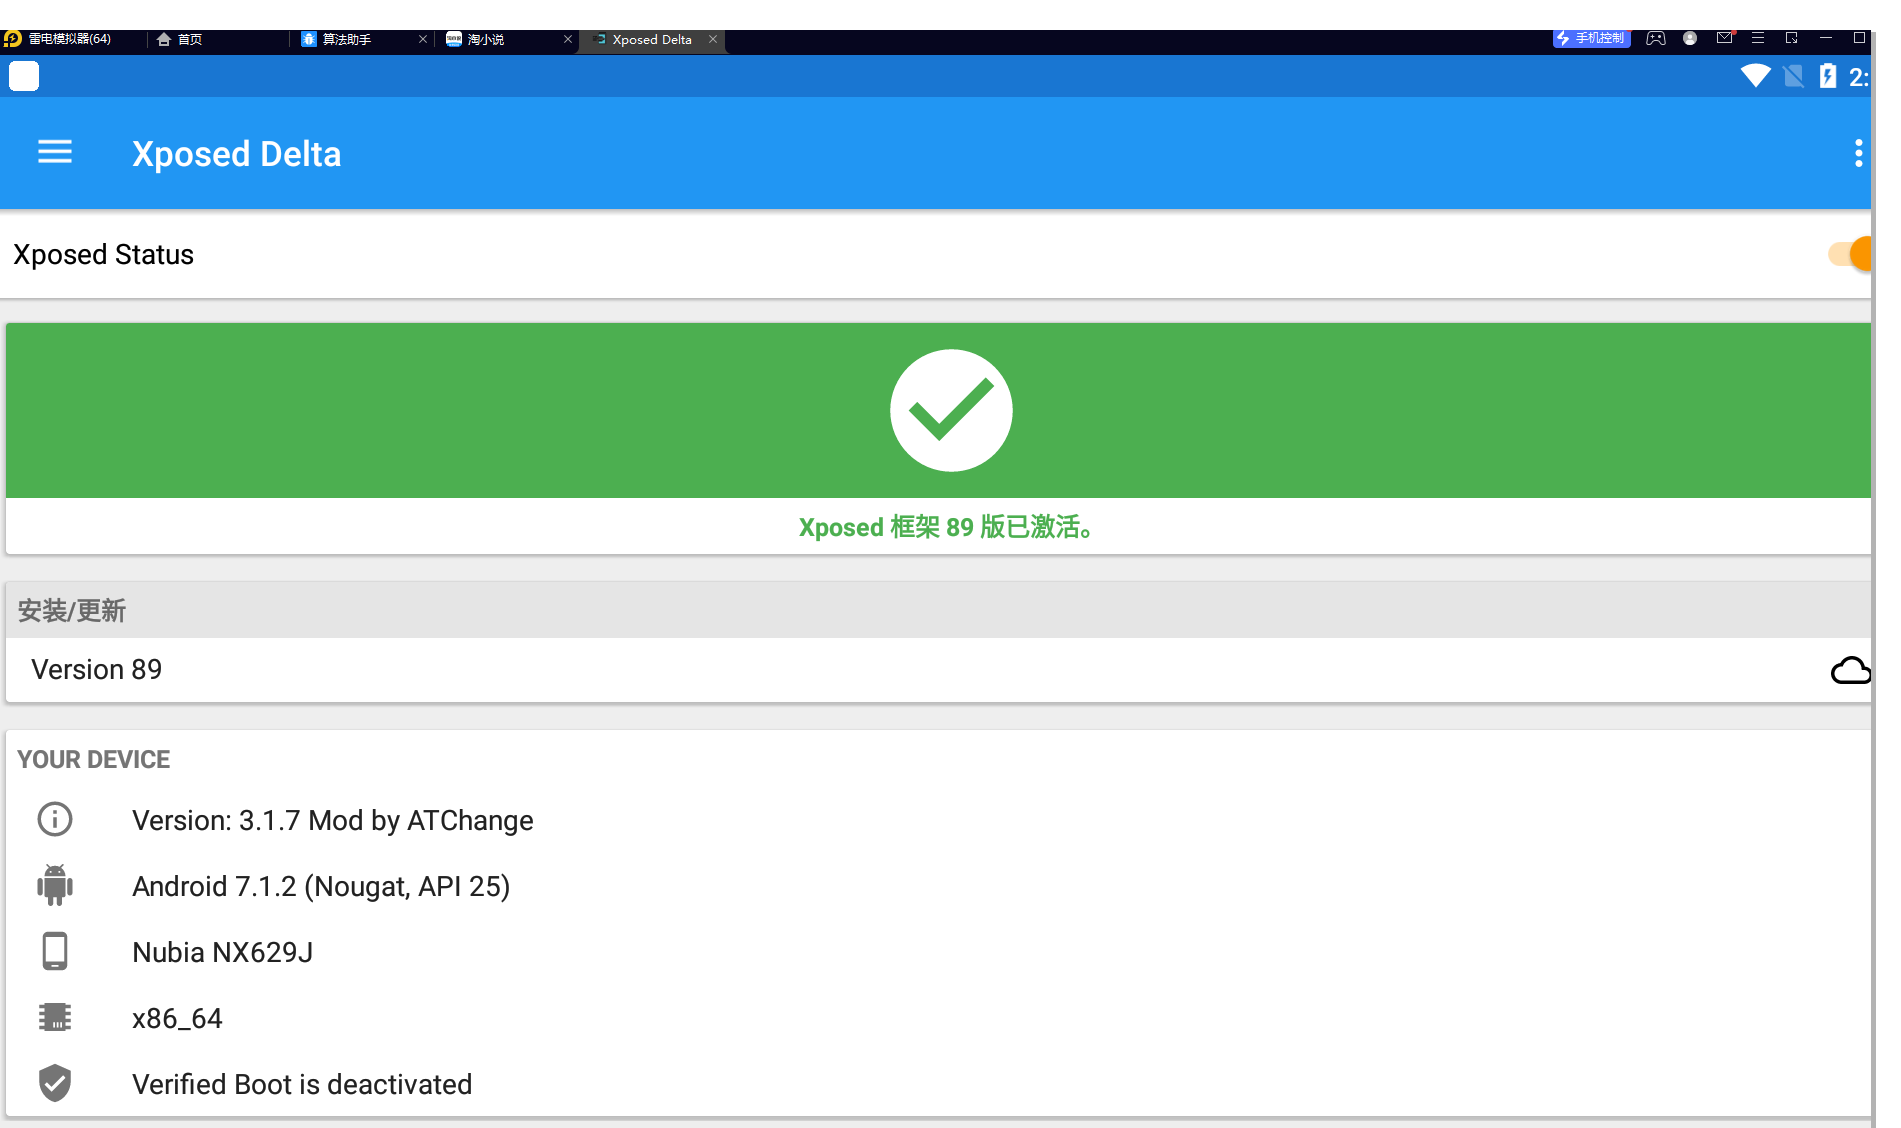 雷电模拟器(64) 首页 算法助手 淘小说 Xposed Delta 手机控制
2:
Xposed Delta
Xposed Status
Xposed 框架 89 版已激活。
安装/更新
Version 89
YOUR DEVICE
Version: 3.1.7 Mod by ATChange
Android 7.1.2 (Nougat, API 25)
Nubia NX629J
x86_64
Verified Boot is deactivated